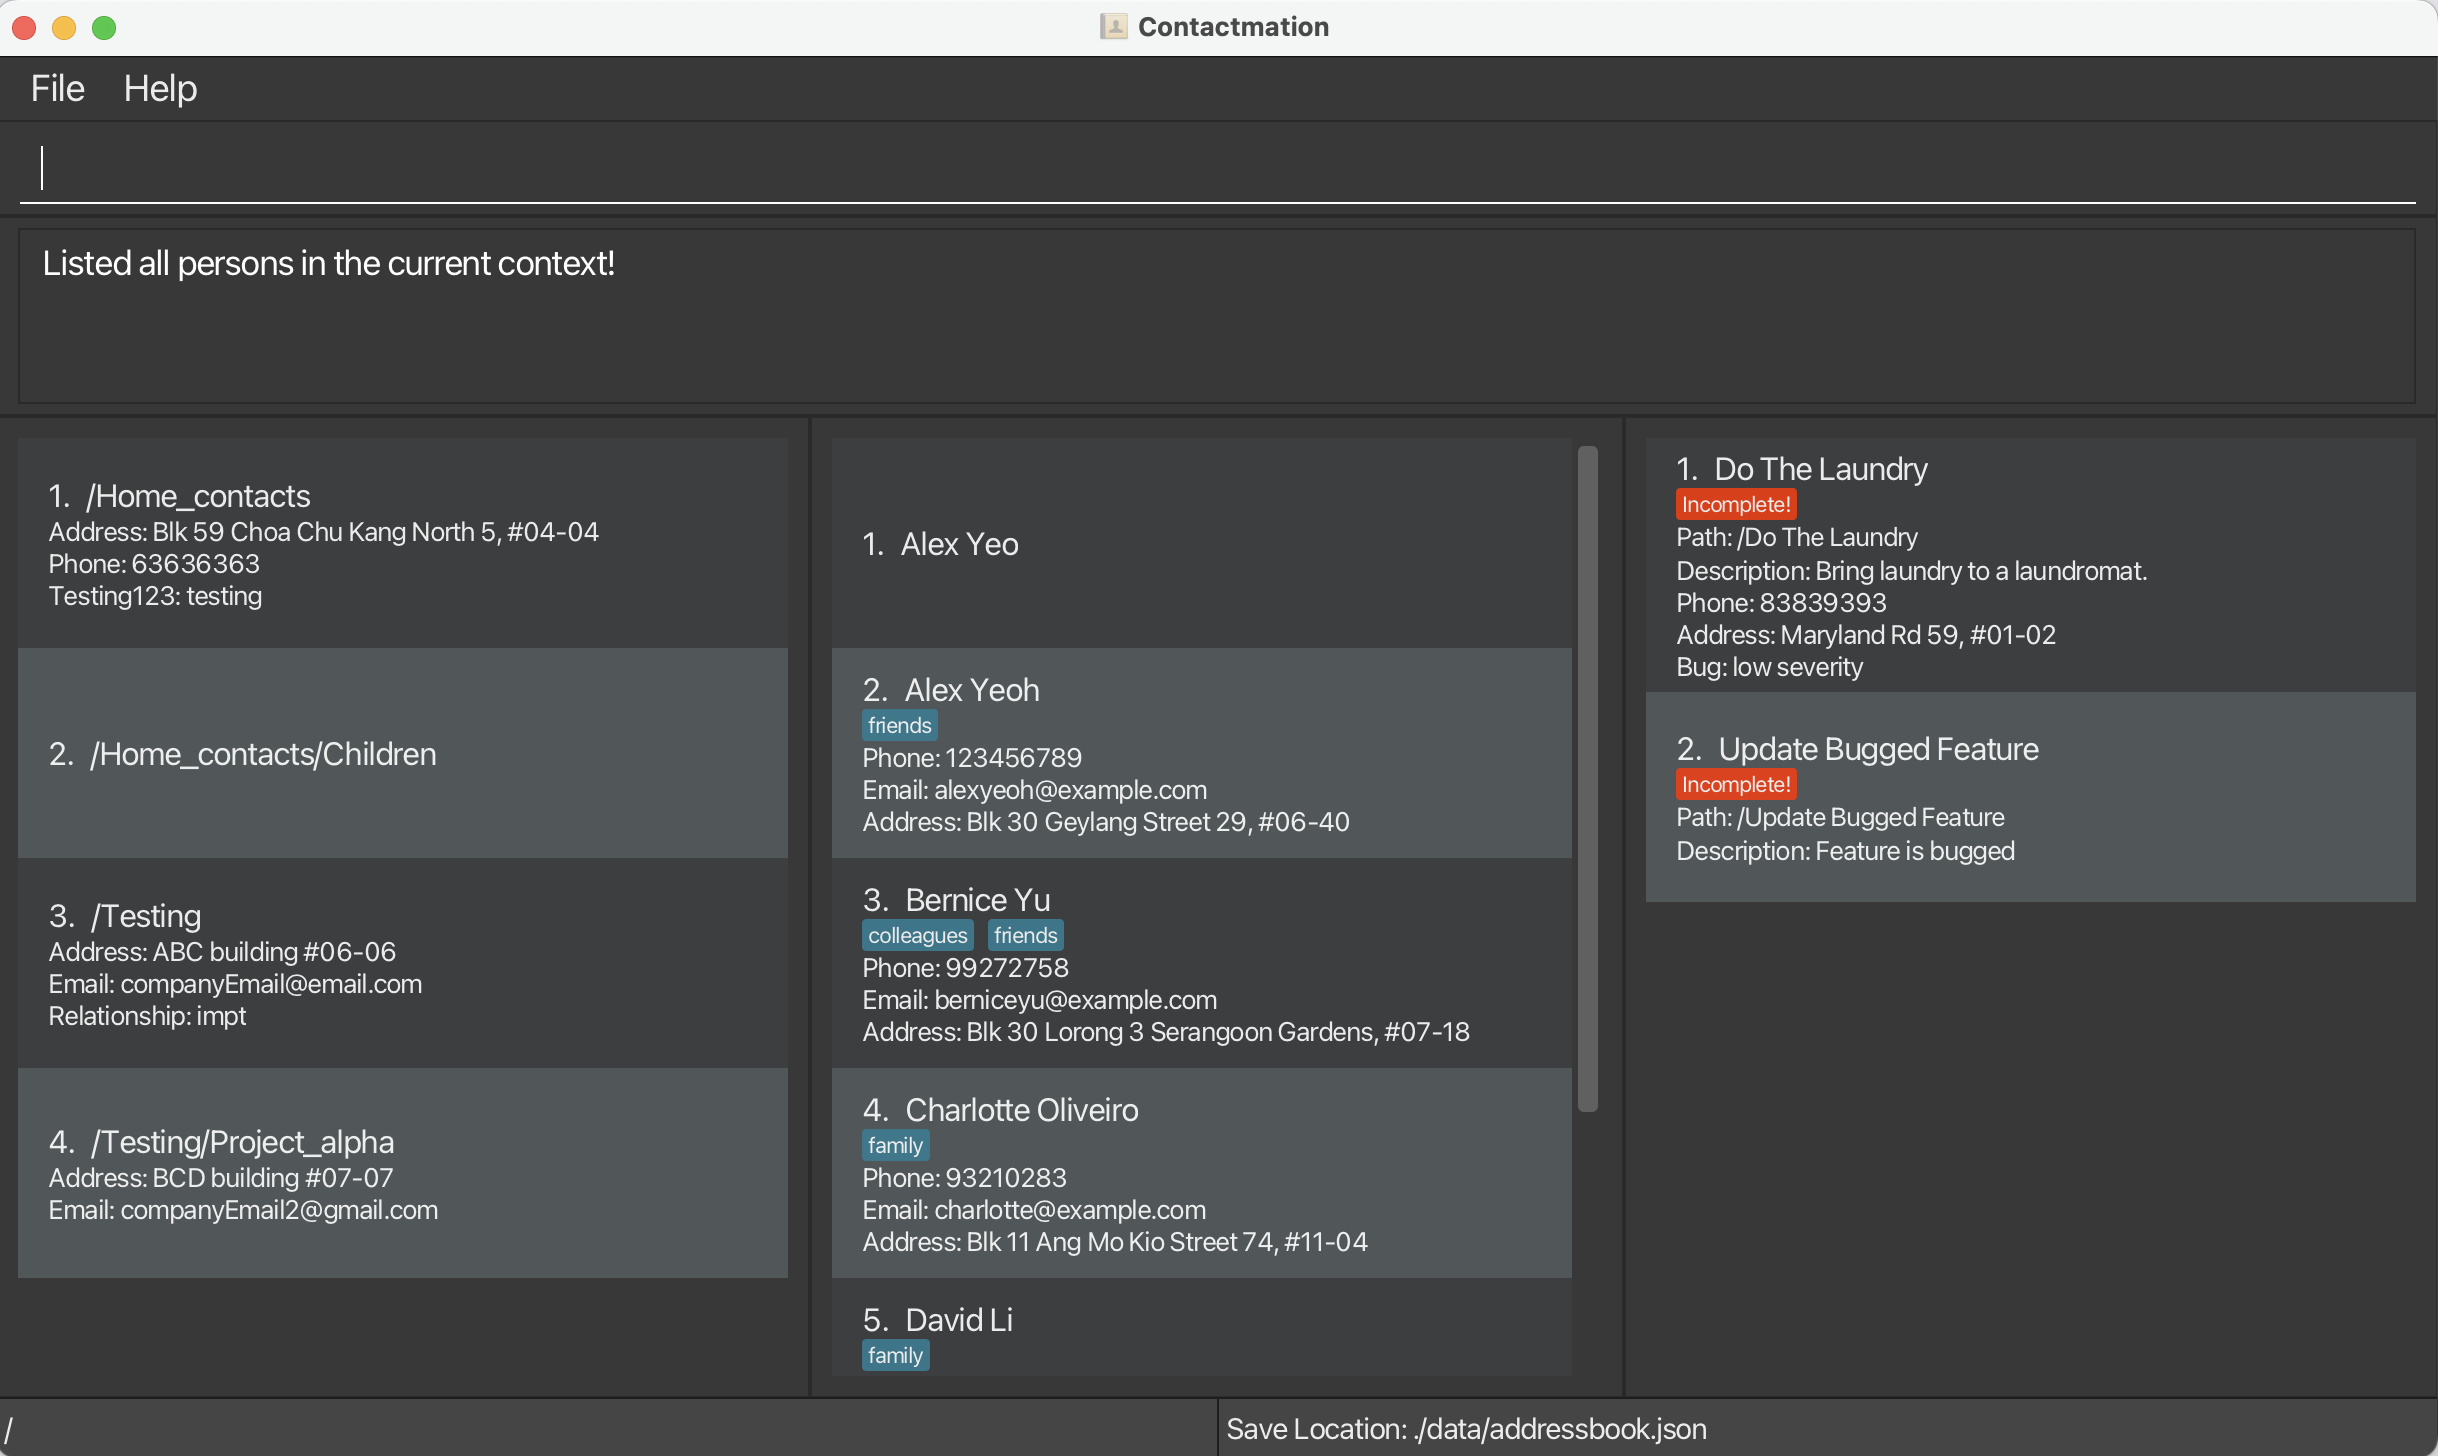 Contactmation
File Help
Listed all persons in the current context!
1. /Home_contacts
Address: Blk 59 Choa Chu Kang North 5, #04-04
Phone: 63636363
Testing123: testing
2. /Home_contacts/Children
3. /Testing
Address: ABC building #06-06
Email: companyEmail@email.com
Relationship: impt
4. /Testing/Project_alpha
Address: BCD building #07-07
Email: companyEmail2@gmail.com
1. Alex Yeo
2. Alex Yeoh
friends
Phone: 123456789
Email: alexyeoh@example.com
Address: Blk 30 Geylang Street 29, #06-40
3. Bernice Yu
colleagues friends
Phone: 99272758
Email: berniceyu@example.com
Address: Blk 30 Lorong 3 Serangoon Gardens, #07-18
4. Charlotte Oliveiro
family
Phone: 93210283
Email: charlotte@example.com
Address: Blk 11 Ang Mo Kio Street 74, #11-04
5. David Li
family
1. Do The Laundry
Incomplete!
Path: /Do The Laundry
Description: Bring laundry to a laundromat.
Phone: 83839393
Address: Maryland Rd 59, #01-02
Bug: low severity
2. Update Bugged Feature
Incomplete!
Path: /Update Bugged Feature
Description: Feature is bugged
/
Save Location: ./data/addressbook.json